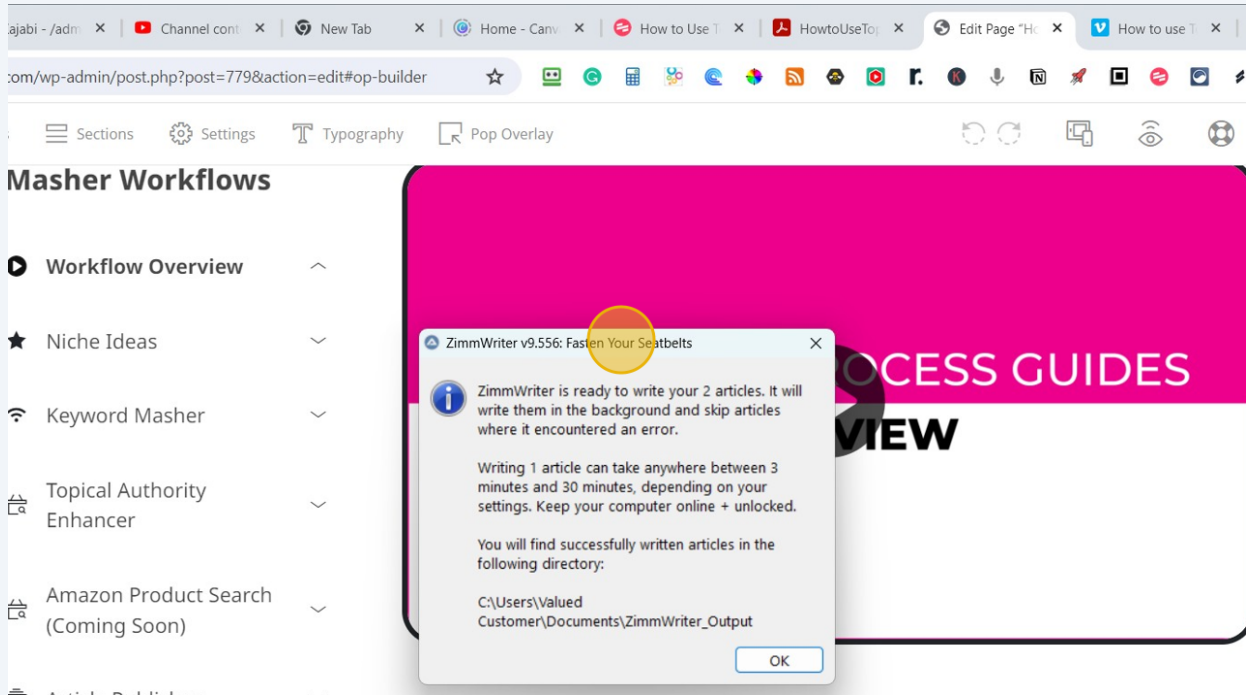 ajabi - /adm
Channel cont
New Tab
Home - Canv
How to Use T
HowtoUseTop
Edit Page "Ho
How to use T
com/wp-admin/post.php?post=779&action=edit#op-builder
Sections
Settings
Typography
Pop Overlay
Masher Workflows
Workflow Overview
Niche Ideas
Keyword Masher
Topical Authority
Enhancer
Amazon Product Search
(Coming Soon)
OCESS GUIDES
VIEW
ZimmWriter v9.556: Fasten Your Seatbelts
ZimmWriter is ready to write your 2 articles. It will
write them in the background and skip articles
where it encountered an error.
Writing 1 article can take anywhere between 3
minutes and 30 minutes, depending on your
settings. Keep your computer online + unlocked.
You will find successfully written articles in the
following directory:
C:\Users\Valued
Customer\Documents\ZimmWriter_Output
OK